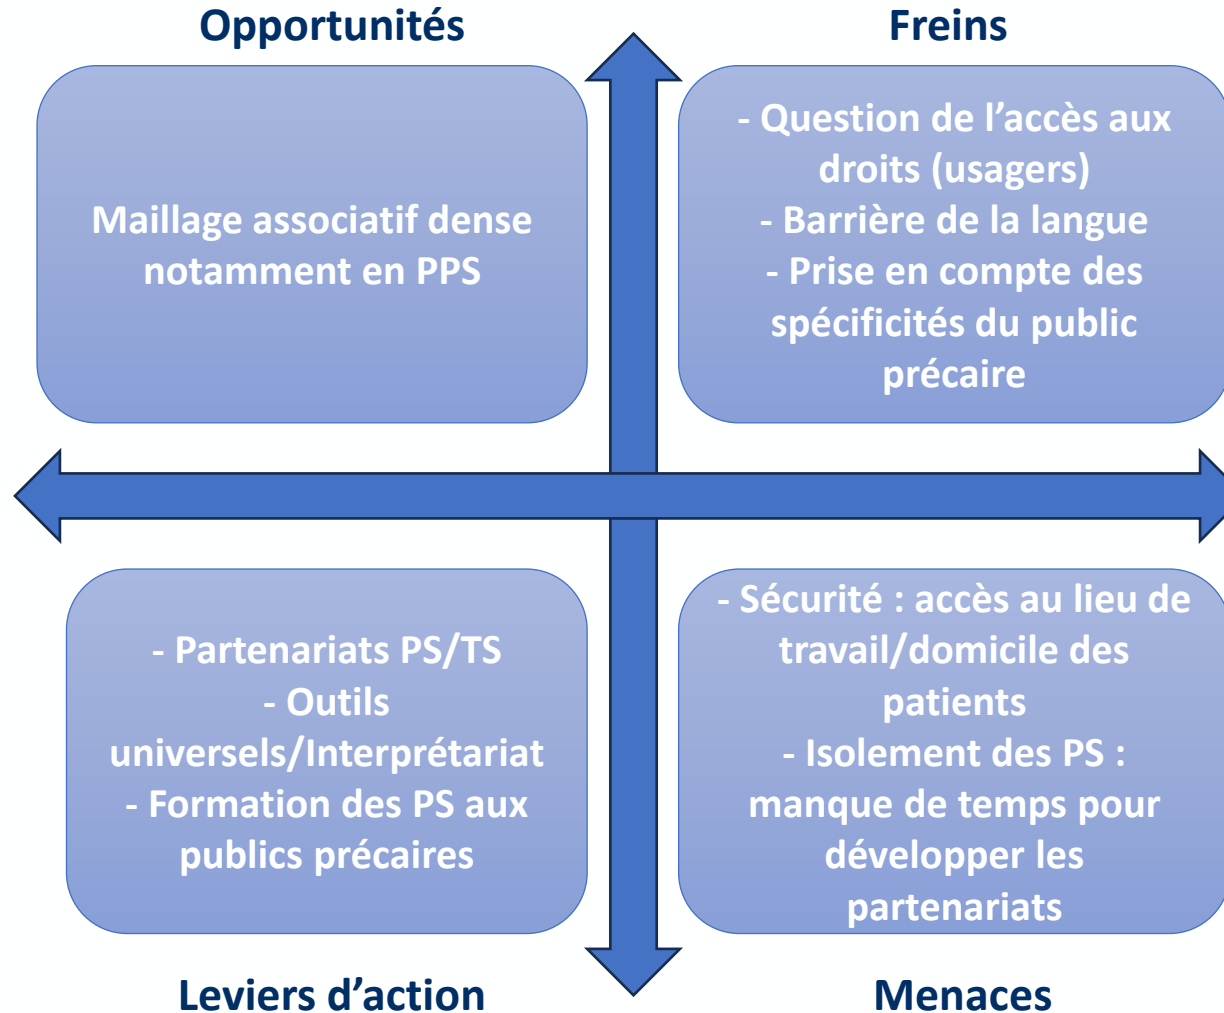 Opportunités
Maillage associatif dense
notamment en PPS
Freins
- Question de l’accès aux
droits (usagers)
- Barrière de la langue
- Prise en compte des
spécificités du public
précaire
- Partenariats PS/TS
- Outils
universels/Interprétariat
- Formation des PS aux
publics précaires
Leviers d’action
- Sécurité : accès au lieu de
travail/domicile des
patients
- Isolement des PS :
manque de temps pour
développer les
partenariats
Menaces